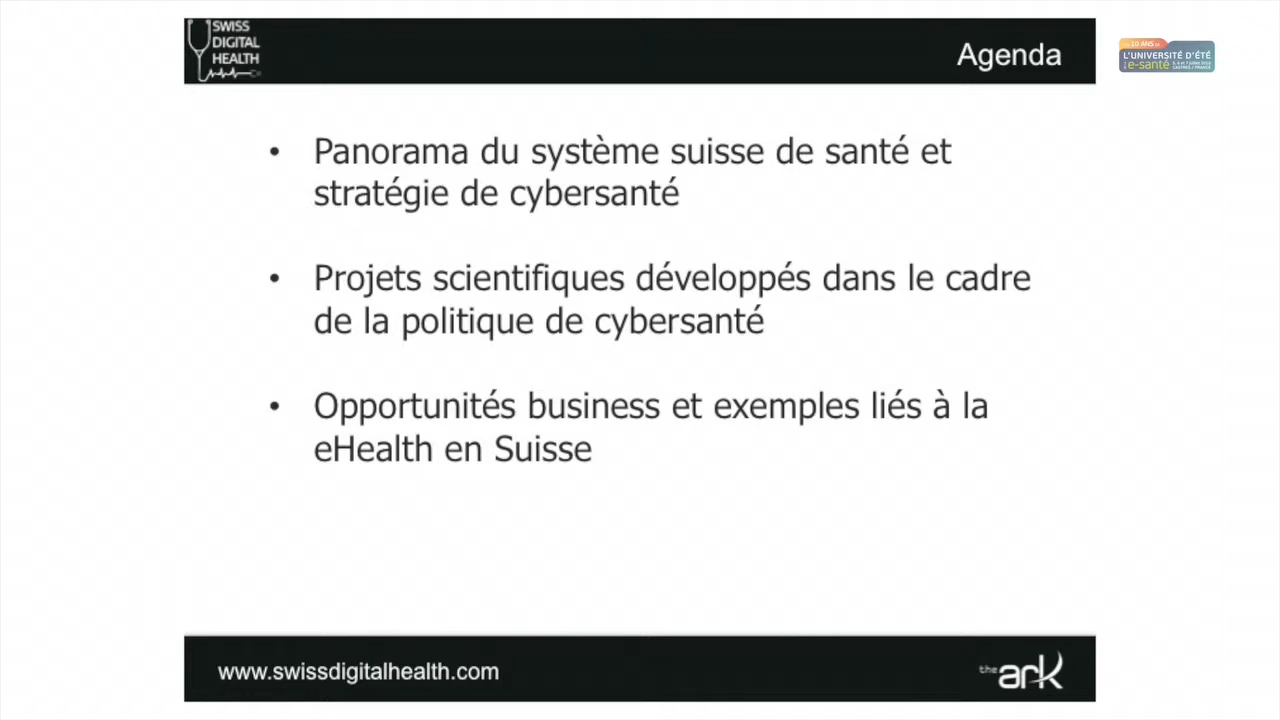 SWISS
DIGITAL
HEALTH
Agenda
10 ANS
L'UNIVERSITÉ D'ÉTÉ
e-santé
• Panorama du système suisse de santé et
stratégie de cybersanté
• Projets scientifiques développés dans le cadre
de la politique de cybersanté
• Opportunités business et exemples liés à la
eHealth en Suisse
www.swissdigitalhealth.com
the ark